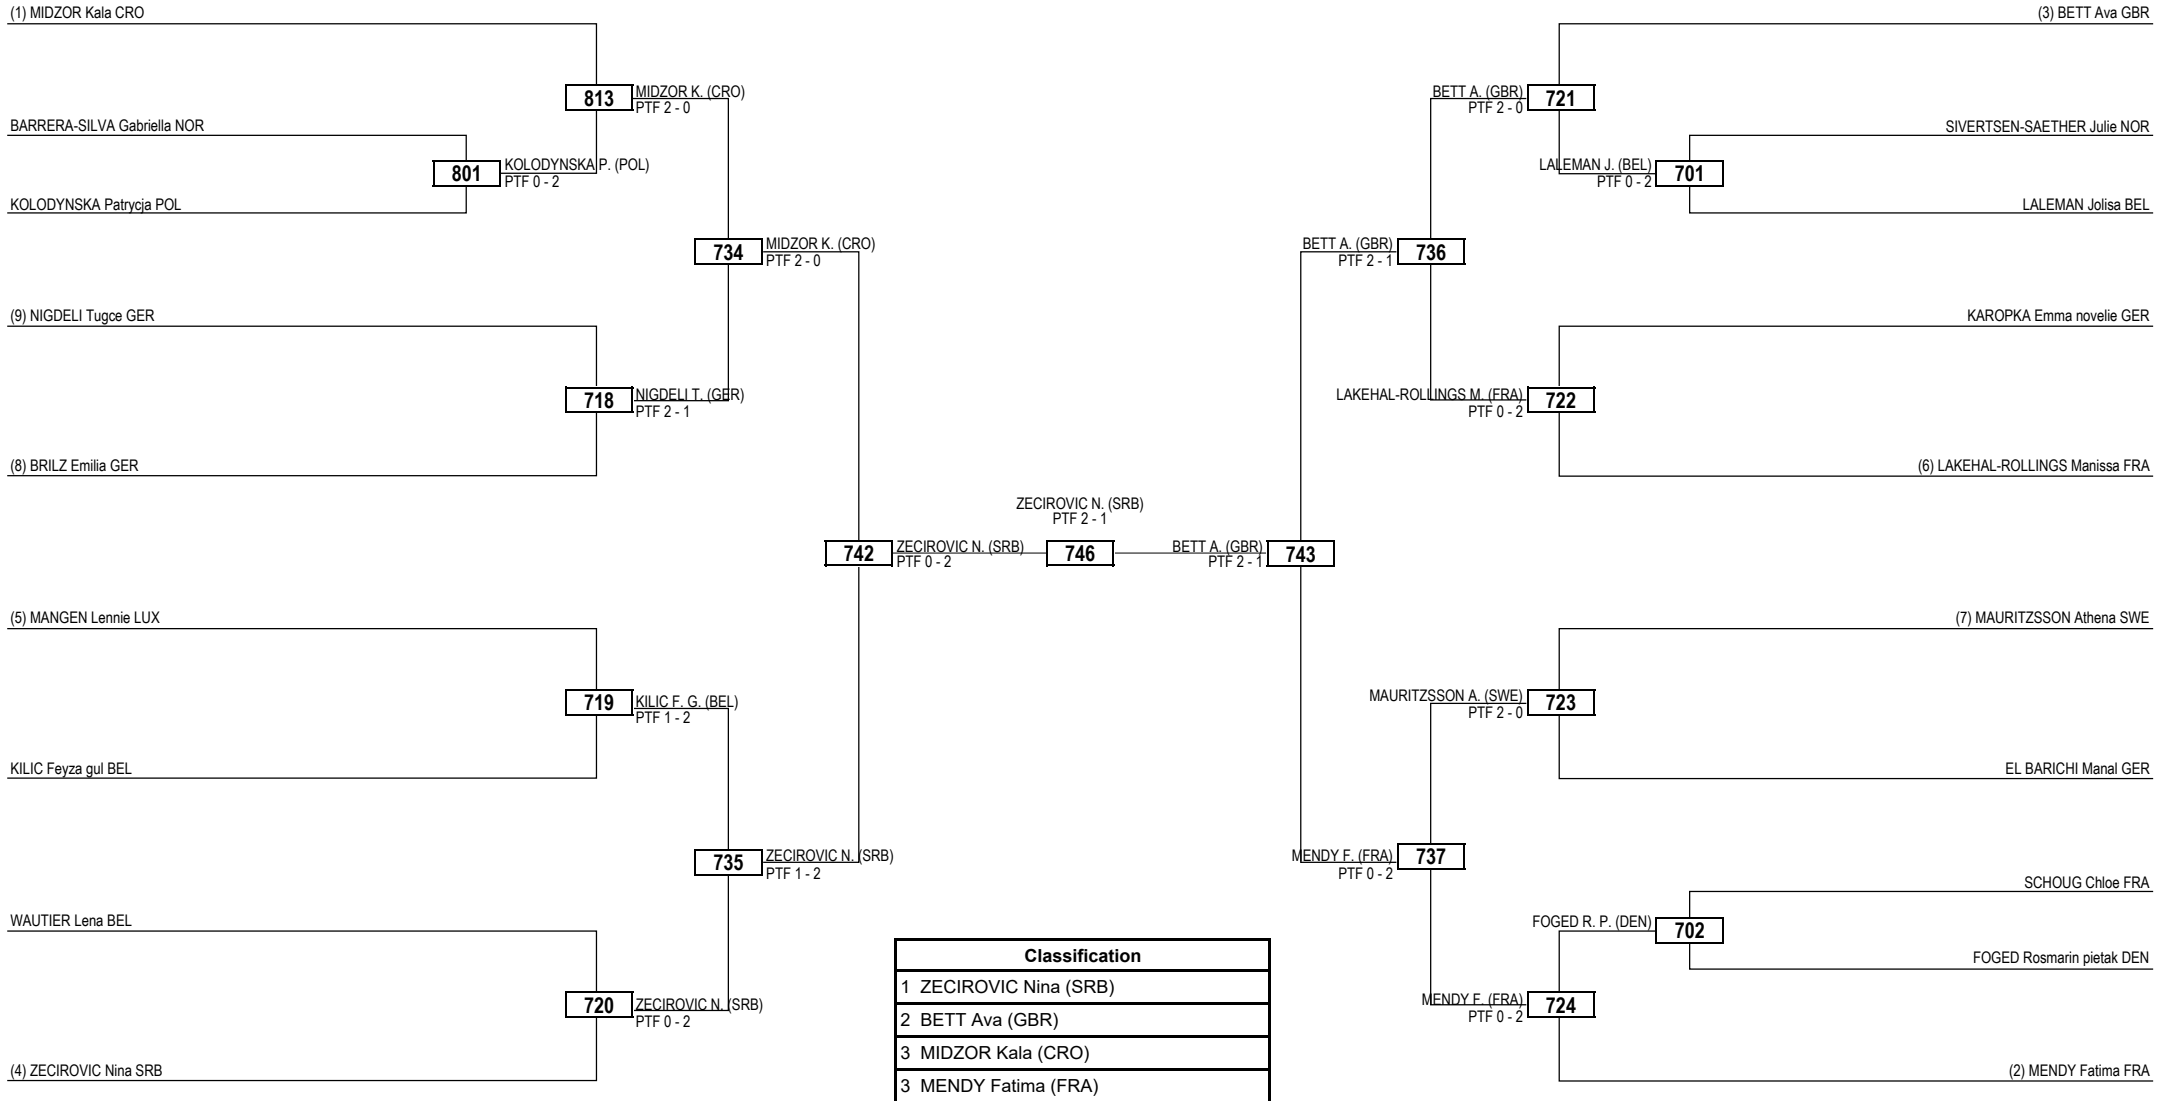 (1) MIDZOR Kala CRO
813
MIDZOR K. (CRO)
PTF 2 - 0
BARRERA-SILVA Gabriella NOR
801
KOLODYNSKA P. (POL)
PTF 0 - 2
KOLODYNSKA Patrycja POL
734
MIDZOR K. (CRO)
PTF 2 - 0
(9) NIGDELI Tugce GER
718
NIGDELI T. (GER)
PTF 2 - 1
(8) BRILZ Emilia GER
742
ZECIROVIC N. (SRB)
PTF 0 - 2
(5) MANGEN Lennie LUX
719
KILIC F. G. (BEL)
PTF 1 - 2
KILIC Feyza gul BEL
735
ZECIROVIC N. (SRB)
PTF 1 - 2
WAUTIER Lena BEL
720
ZECIROVIC N. (SRB)
PTF 0 - 2
(4) ZECIROVIC Nina SRB
ZECIROVIC N. (SRB)
PTF 2 - 1
746
(3) BETT Ava GBR
BETT A. (GBR)
PTF 2 - 0
721
SIVERTSEN-SAETHER Julie NOR
LALEMAN J. (BEL)
PTF 0 - 2
701
LALEMAN Jolisa BEL
BETT A. (GBR)
PTF 2 - 1
736
KAROPKA Emma novelie GER
LAKEHAL-ROLLINGS M. (FRA)
PTF 0 - 2
722
(6) LAKEHAL-ROLLINGS Manissa FRA
BETT A. (GBR)
PTF 2 - 1
743
(7) MAURITZSSON Athena SWE
MAURITZSSON A. (SWE)
PTF 2 - 0
723
EL BARICHI Manal GER
MENDY F. (FRA)
PTF 0 - 2
737
SCHOUG Chloe FRA
FOGED R. P. (DEN)
702
FOGED Rosmarin pietak DEN
MENDY F. (FRA)
PTF 0 - 2
724
(2) MENDY Fatima FRA
Classification
1 ZECIROVIC Nina (SRB)
2 BETT Ava (GBR)
3 MIDZOR Kala (CRO)
3 MENDY Fatima (FRA)